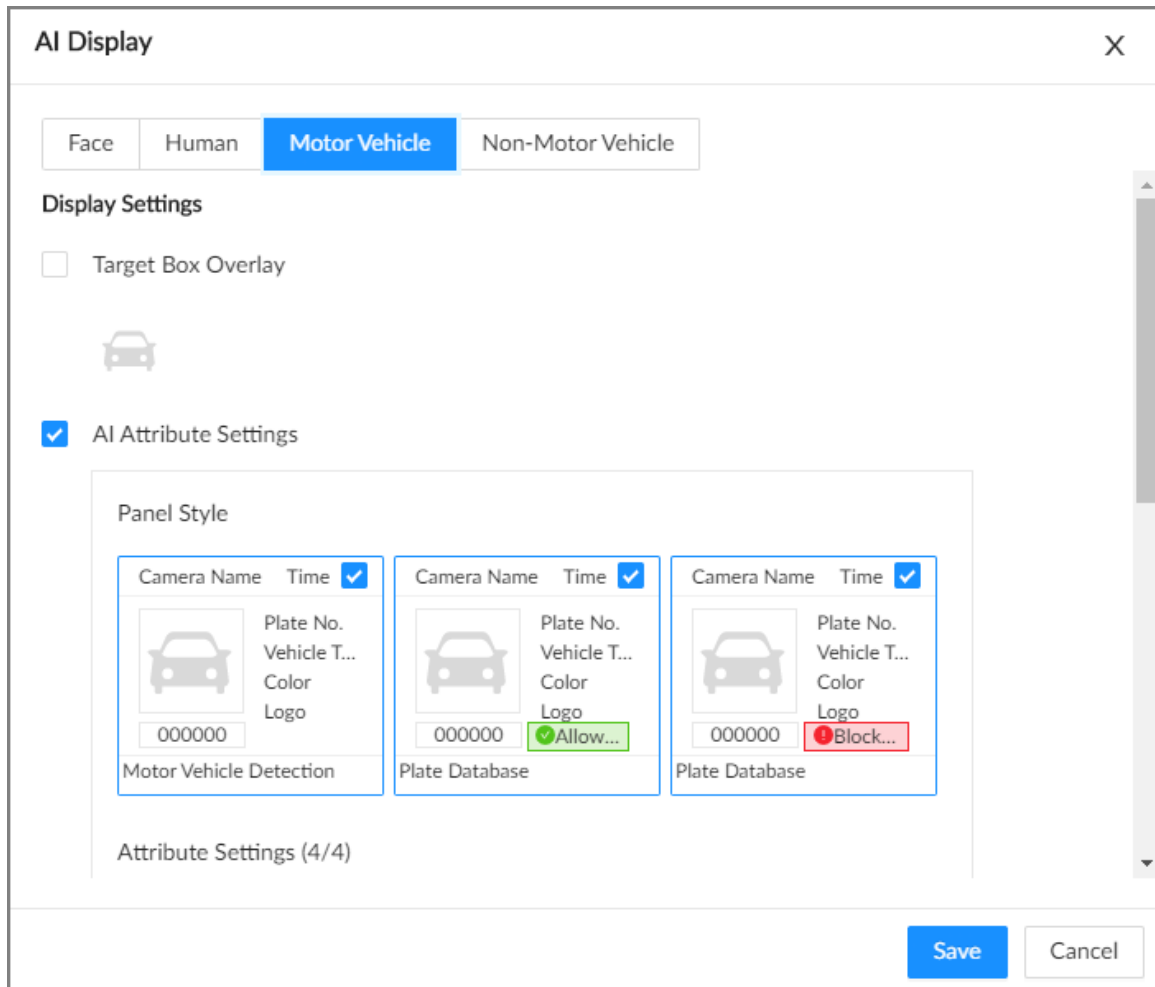 AI Display
X
Face Human Motor Vehicle Non-Motor Vehicle
Display Settings
Target Box Overlay
AI Attribute Settings
Panel Style
Camera Name Time
Plate No.
Vehicle T...
Color
Logo
000000
Motor Vehicle Detection
Camera Name Time
Plate No.
Vehicle T...
Color
Logo
000000 Allow...
Plate Database
Camera Name Time
Plate No.
Vehicle T...
Color
Logo
000000 Block...
Plate Database
Attribute Settings (4/4)
Save Cancel